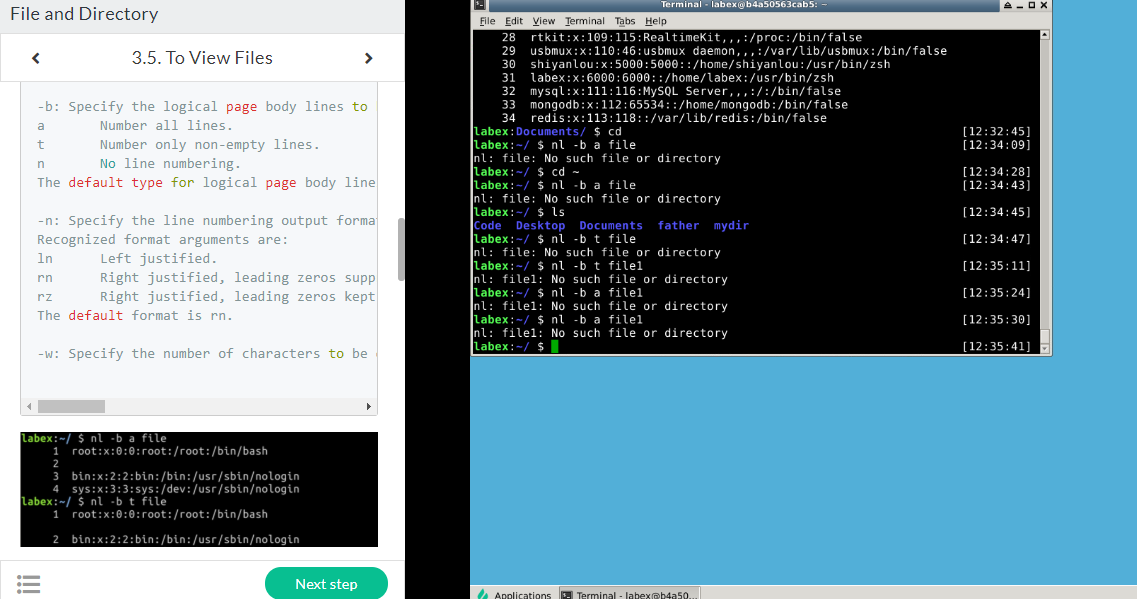 File and Directory
3.5. To View Files
-b: Specify the logical page body lines to
a       Number all lines.
t       Number only non-empty lines.
n       No line numbering.
The default type for logical page body line
-n: Specify the line numbering output forma
Recognized format arguments are:
ln      Left justified.
rn      Right justified, leading zeros supp
rz      Right justified, leading zeros kept
The default format is rn.
-w: Specify the number of characters to be
labex:~/ $ nl -b a file
1  root:x:0:0:root:/root:/bin/bash
2
3  bin:x:2:2:bin:/bin:/usr/sbin/nologin
4  sys:x:3:3:sys:/dev:/usr/sbin/nologin
labex:~/ $ nl -b t file
1  root:x:0:0:root:/root:/bin/bash
2  bin:x:2:2:bin:/bin:/usr/sbin/nologin
Next step
Terminal - labex@b4a50563cab5: ~
File Edit View Terminal Tabs Help
28  rtkit:x:109:115:RealtimeKit,,,:/proc:/bin/false
29  usbmux:x:110:46:usbmux daemon,,,:/var/lib/usbmux:/bin/false
30  shiyanlou:x:5000:5000::/home/shiyanlou:/usr/bin/zsh
31  labex:x:6000:6000::/home/labex:/usr/bin/zsh
32  mysql:x:111:116:MySQL Server,,,:/:/bin/false
33  mongodb:x:112:65534::/home/mongodb:/bin/false
34  redis:x:113:118::/var/lib/redis:/bin/false
labex:Documents/ $ cd [12:32:45]
labex:~/ $ nl -b a file [12:34:09]
nl: file: No such file or directory
labex:~/ $ cd ~ [12:34:28]
labex:~/ $ nl -b a file [12:34:43]
nl: file: No such file or directory
labex:~/ $ ls [12:34:45]
Code  Desktop  Documents  father  mydir
labex:~/ $ nl -b t file [12:34:47]
nl: file: No such file or directory
labex:~/ $ nl -b t file1 [12:35:11]
nl: file1: No such file or directory
labex:~/ $ nl -b a file1 [12:35:24]
nl: file1: No such file or directory
labex:~/ $ nl -b a file1 [12:35:30]
nl: file1: No such file or directory
labex:~/ $ [12:35:41]
Applications Terminal - labex@b4a50...